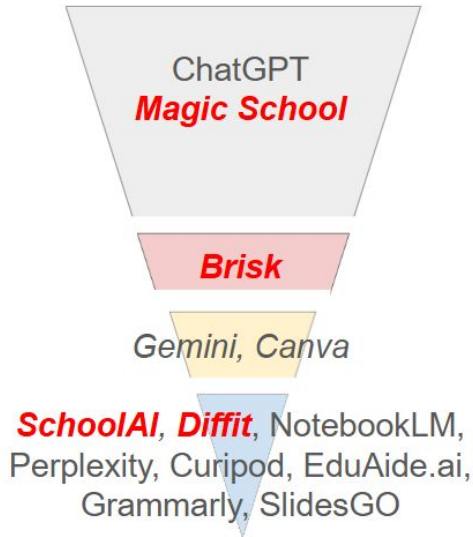 ChatGPT
Magic School
Brisk
Gemini, Canva
SchoolAI, Diffit, NotebookLM,
Perplexity, Curipod, EduAide.ai,
Grammarly, SlidesGO